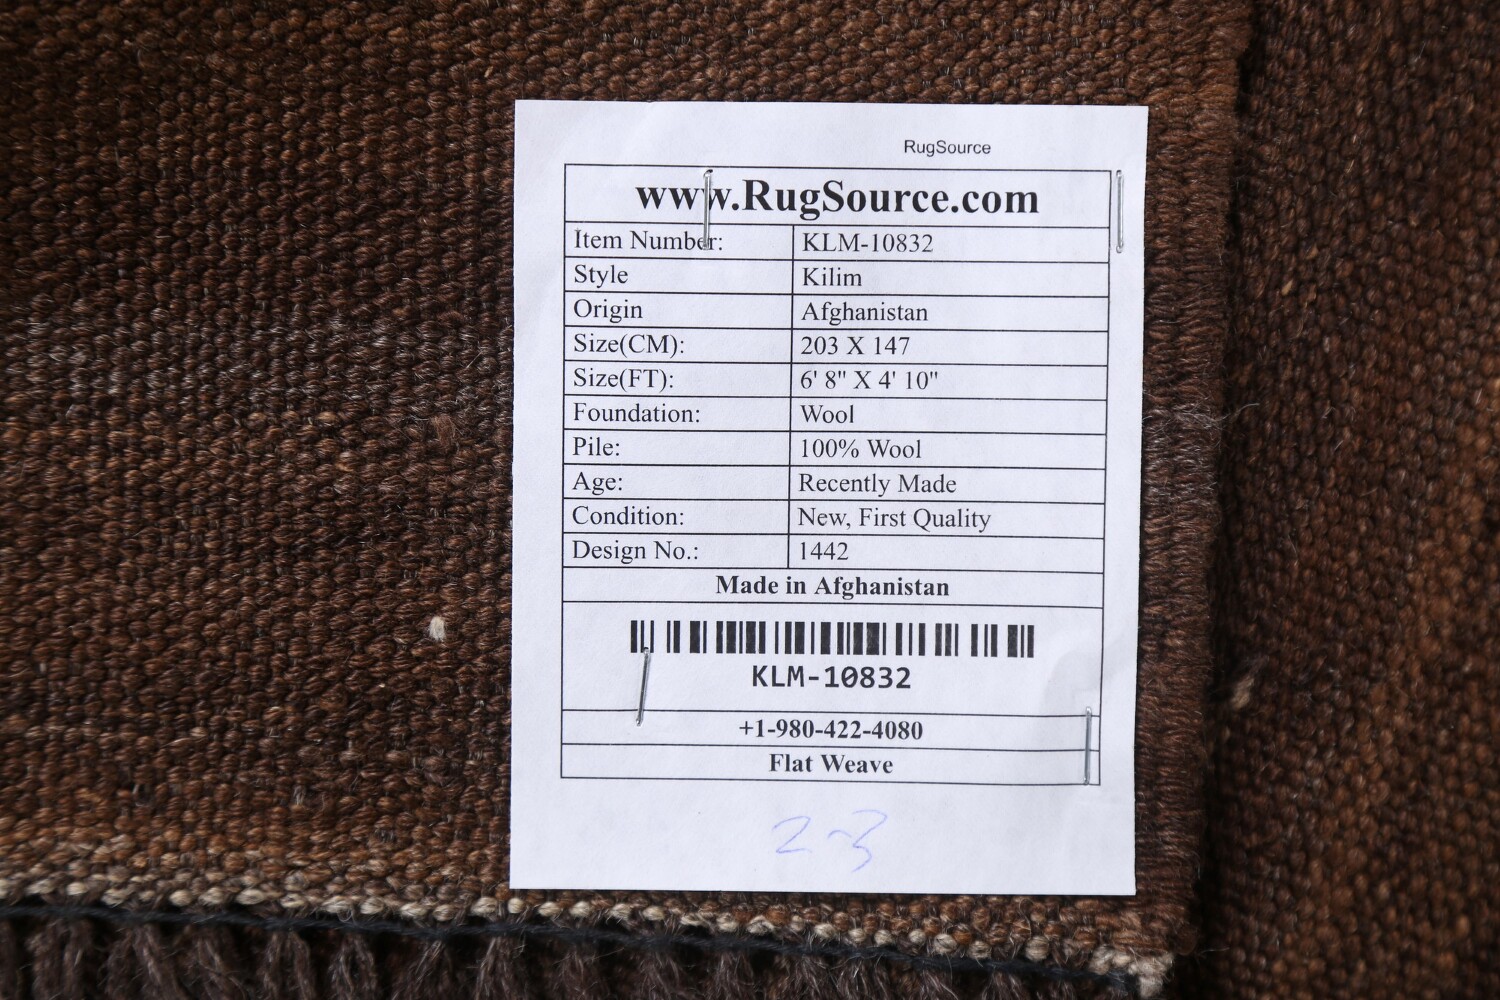 RugSource
www.RugSource.com
Item Number: KLM-10832
Style Kilim
Origin Afghanistan
Size(CM): 203 X 147
Size(FT): 6' 8" X 4' 10"
Foundation: Wool
Pile: 100% Wool
Age: Recently Made
Condition: New, First Quality
Design No.: 1442
Made in Afghanistan
KLM-10832
+1-980-422-4080
Flat Weave
2-3